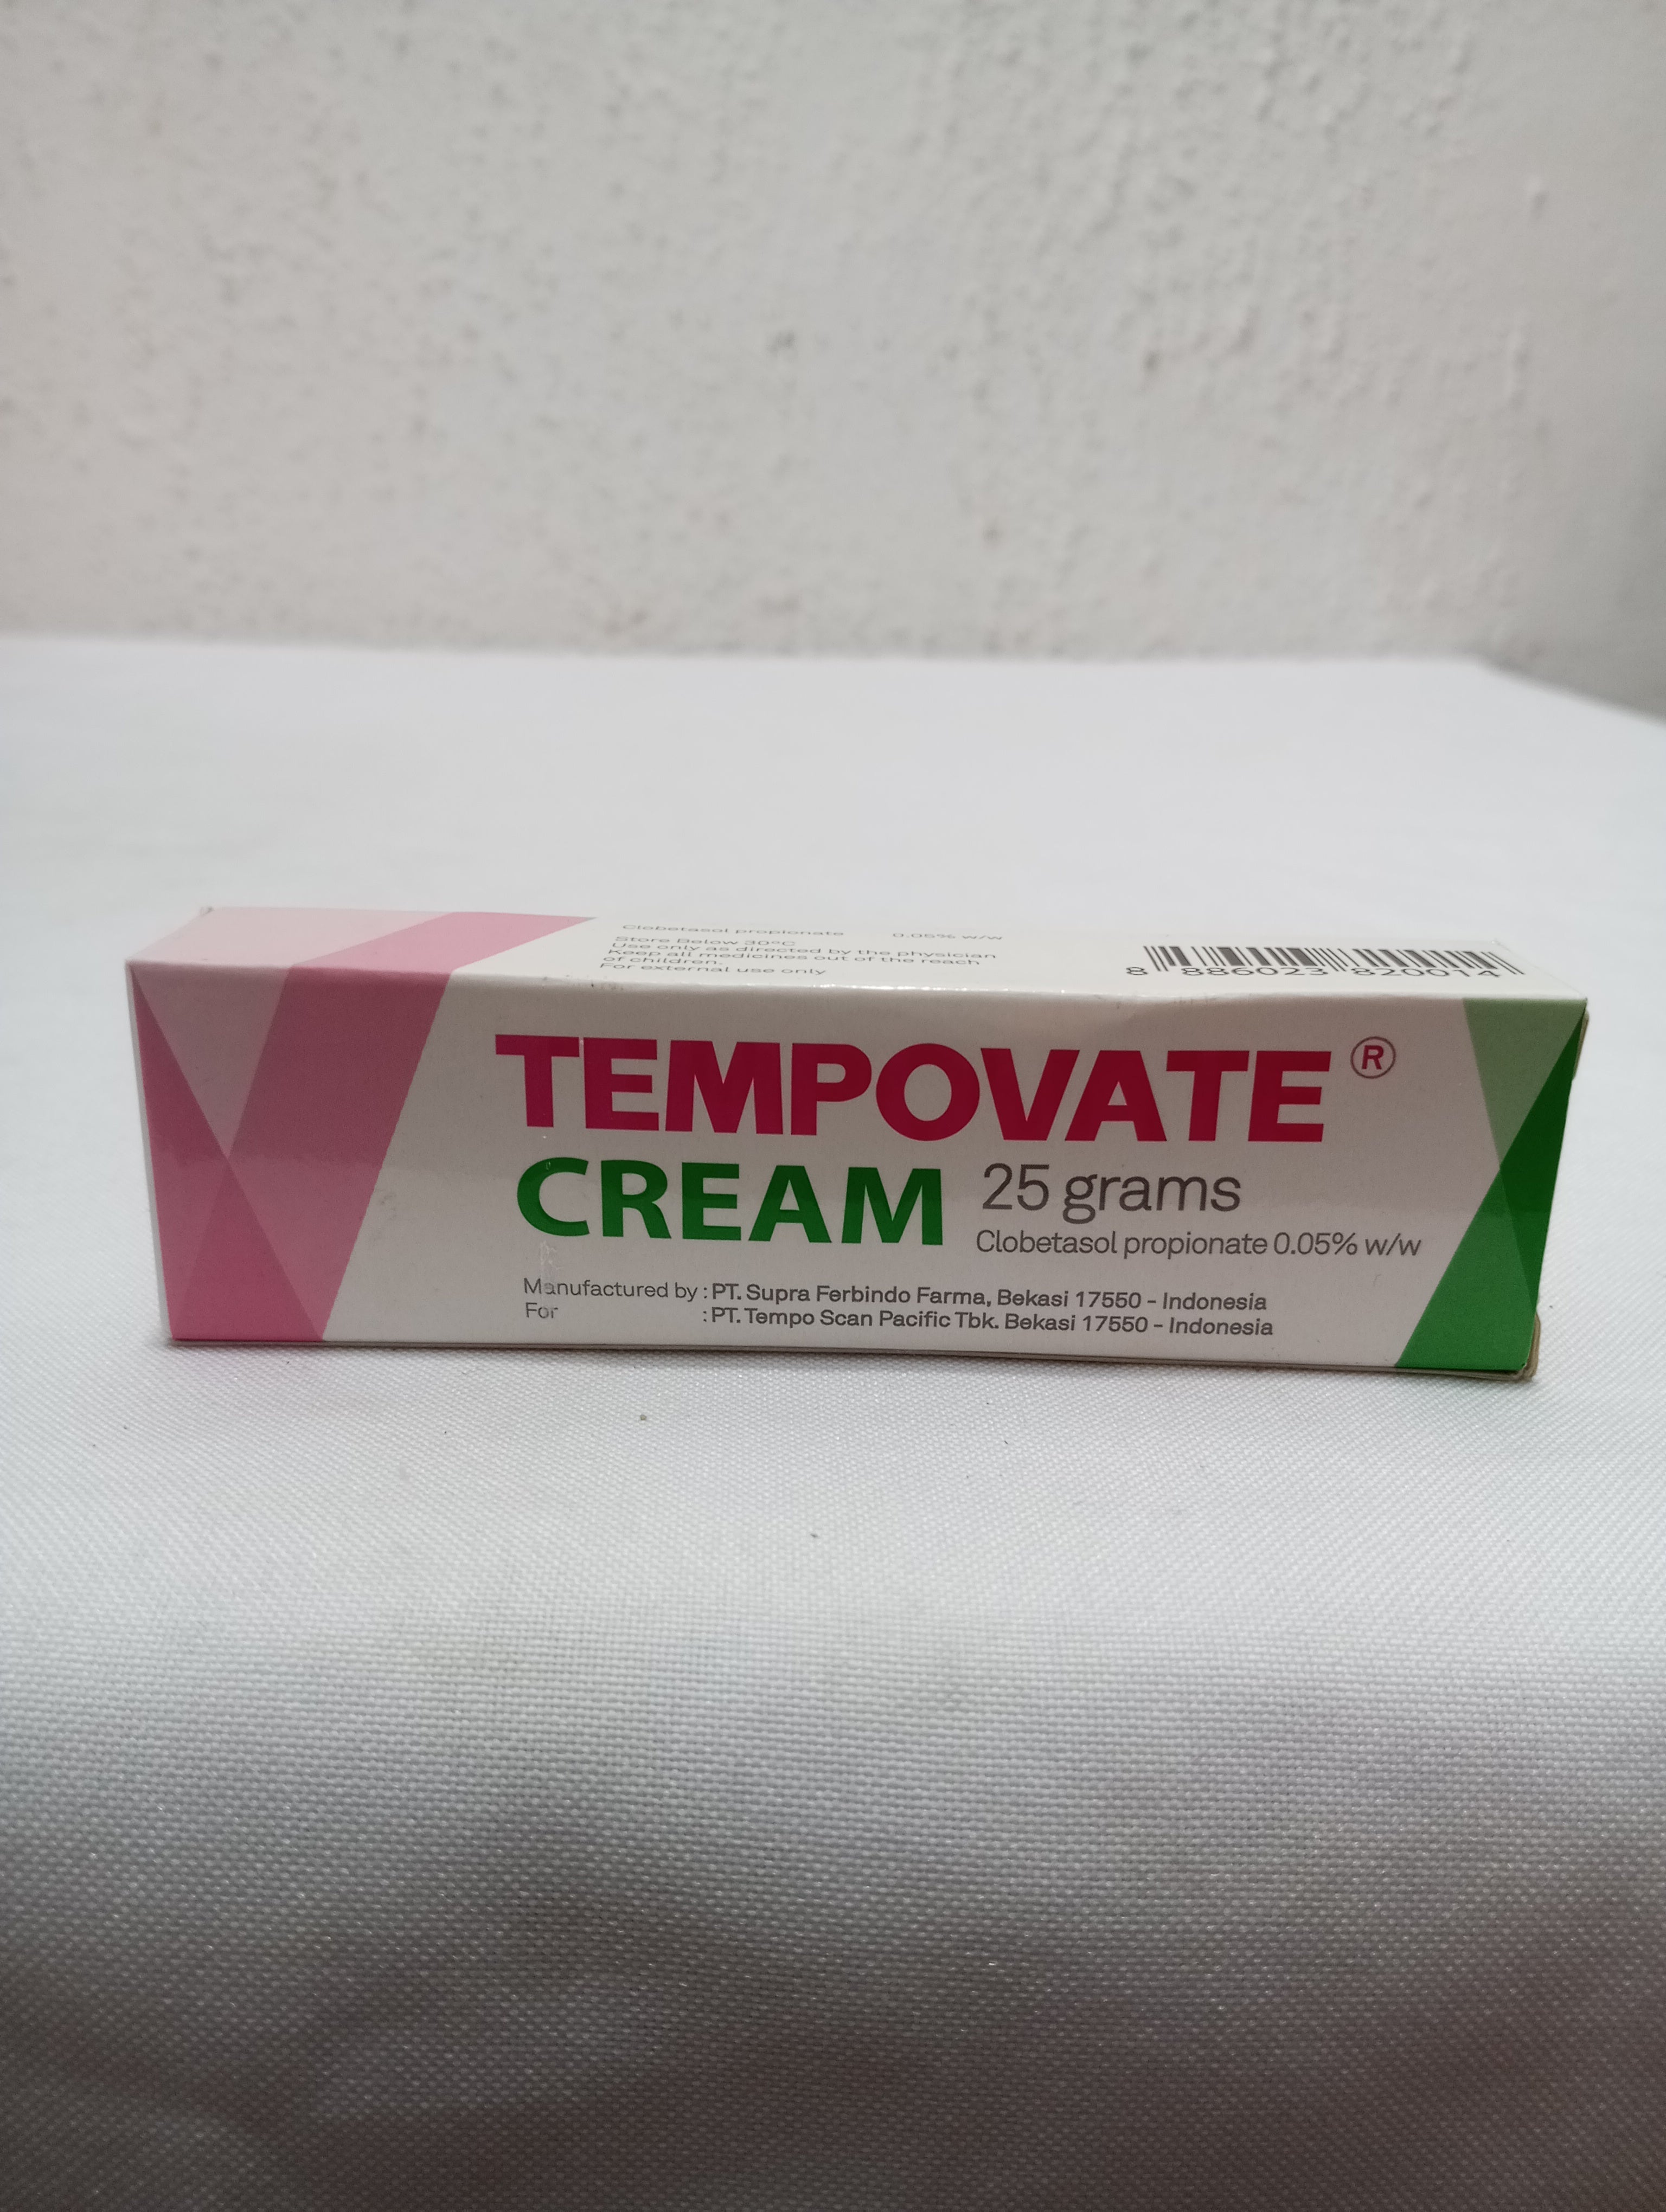 Clobetasol propionate 0.05% w/w
Store Below 30°C
Use only as directed by the physician
Keep all medicines out of the reach
of children.
For external use only
8 886023 820014
TEMPOVATE ®
CREAM 25 grams
Clobetasol propionate 0.05% w/w
Manufactured by : PT. Supra Ferbindo Farma, Bekasi 17550 - Indonesia
For : PT. Tempo Scan Pacific Tbk. Bekasi 17550 - Indonesia